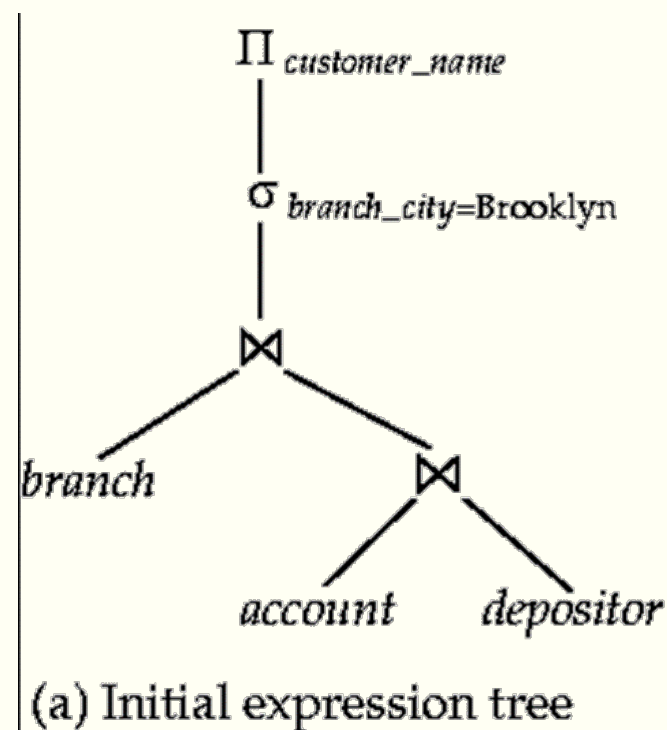 Π customer_name
σ branch_city=Brooklyn
⋈
branch
⋈
account depositor
(a) Initial expression tree